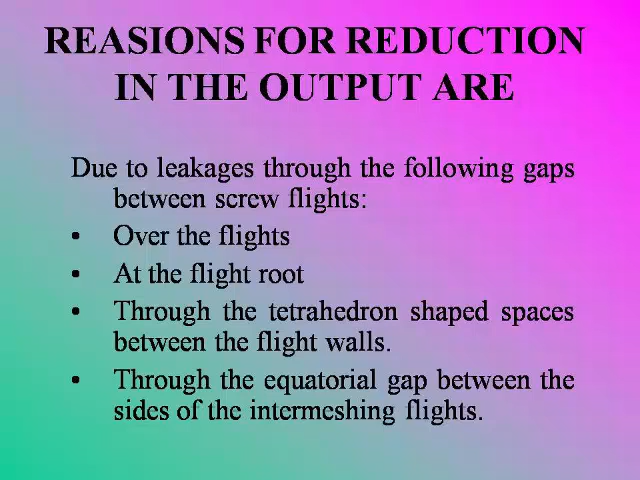 REASIONS FOR REDUCTION
IN THE OUTPUT ARE
Due to leakages through the following gaps
between screw flights:
• Over the flights
• At the flight root
• Through the tetrahedron shaped spaces
between the flight walls.
• Through the equatorial gap between the
sides of the intermeshing flights.